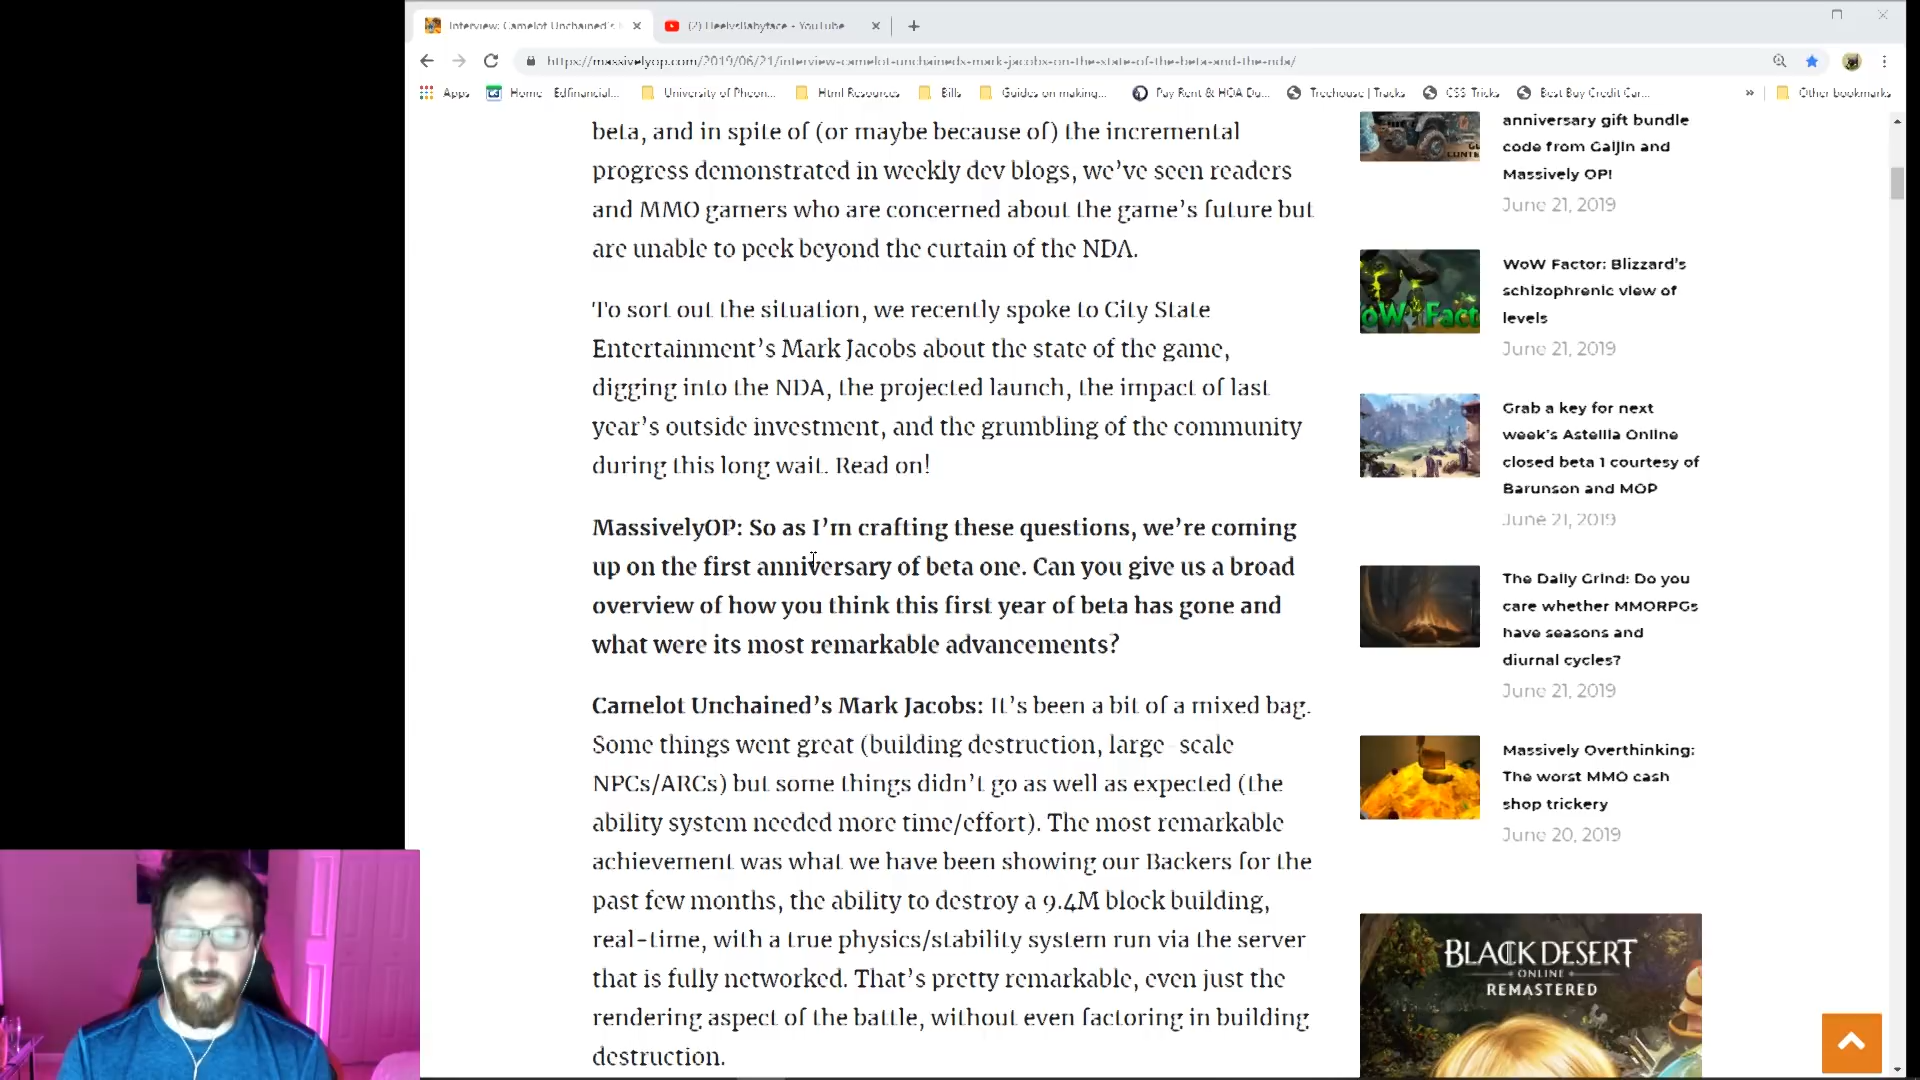 Interview: Camelot Unchained's
(2) HeelvsBabyface - YouTube
https://massivelyop.com/2019/06/21/interview-camelot-unchaineds-mark-jacobs-on-the-state-of-the-beta-and-the-nda/
Apps
Home
Edfinancial...
University of Pheon...
Html Resources
Bills
Guides on making...
Pay Rent & HOA Du...
Treehouse | Tracks
CSS-Tricks
Best Buy Credit Car...
»
Other bookmarks
beta, and in spite of (or maybe because of) the incremental
progress demonstrated in weekly dev blogs, we've seen readers
and MMO gamers who are concerned about the game's future but
are unable to peek beyond the curtain of the NDA.
To sort out the situation, we recently spoke to City State
Entertainment's Mark Jacobs about the state of the game,
digging into the NDA, the projected launch, the impact of last
year's outside investment, and the grumbling of the community
during this long wait. Read on!
MassivelyOP: So as I'm crafting these questions, we're coming
up on the first anniversary of beta one. Can you give us a broad
overview of how you think this first year of beta has gone and
what were its most remarkable advancements?
Camelot Unchained's Mark Jacobs: It's been a bit of a mixed bag.
Some things went great (building destruction, large-scale
NPCs/ARCs) but some things didn't go as well as expected (the
ability system needed more time/effort). The most remarkable
achievement was what we have been showing our Backers for the
past few months, the ability to destroy a 9.4M block building,
real-time, with a true physics/stability system run via the server
that is fully networked. That's pretty remarkable, even just the
rendering aspect of the battle, without even factoring in building
destruction.
anniversary gift bundle
code from Gaijin and
Massively OP!
June 21, 2019
WoW Factor: Blizzard's
schizophrenic view of
levels
June 21, 2019
Grab a key for next
week's Astellia Online
closed beta 1 courtesy of
Barunson and MOP
June 21, 2019
The Daily Grind: Do you
care whether MMORPGs
have seasons and
diurnal cycles?
June 21, 2019
Massively Overthinking:
The worst MMO cash
shop trickery
June 20, 2019
BLACK DESERT
ONLINE
REMASTERED